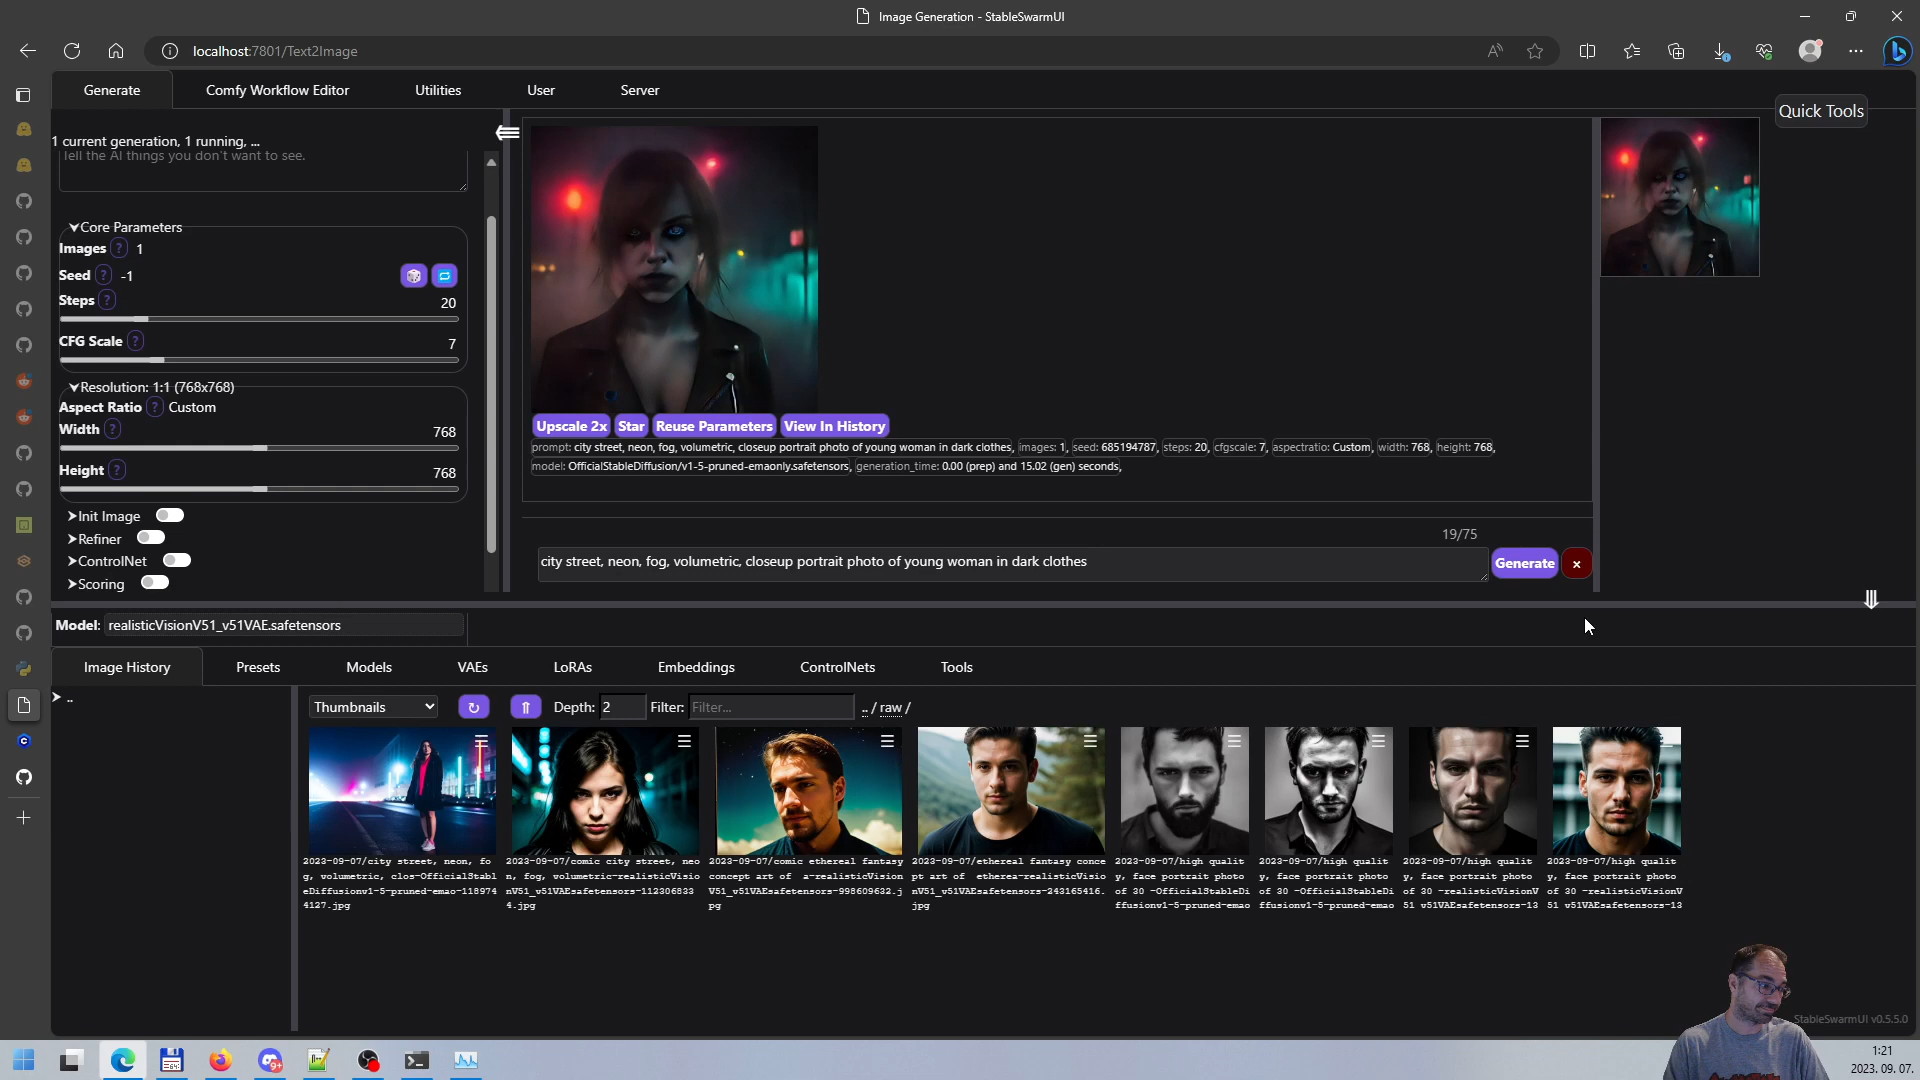 Image Generation - StableSwarmUI
localhost:7801/Text2Image
Generate
Comfy Workflow Editor
Utilities
User
Server
Quick Tools
1 current generation, 1 running, ...
Tell the AI things you don't want to see.
Core Parameters
Images ? 1
Seed ? -1
Steps ? 20
CFG Scale ? 7
Resolution: 1:1 (768x768)
Aspect Ratio ? Custom
Width ? 768
Height ? 768
Init Image
Refiner
ControlNet
Scoring
Upscale 2x Star Reuse Parameters View In History
prompt: city street, neon, fog, volumetric, closeup portrait photo of young woman in dark clothes, images: 1, seed: 685194787, steps: 20, cfgscale: 7, aspectratio: Custom, width: 768, height: 768,
model: OfficialStableDiffusion/v1-5-pruned-emaonly.safetensors, generation_time: 0.00 (prep) and 15.02 (gen) seconds,
19/75
city street, neon, fog, volumetric, closeup portrait photo of young woman in dark clothes
Generate
×
Model: realisticVisionV51_v51VAE.safetensors
Image History
Presets
Models
VAEs
LoRAs
Embeddings
ControlNets
Tools
..
Thumbnails
Depth: 2
Filter: Filter...
.. / raw /
2023-09-07/city street, neon, fo
g, volumetric, clos-OfficialStabl
eDiffusionv1-5-pruned-emao-118974
4127.jpg
2023-09-07/comic city street, neo
n, fog, volumetric-realisticVisio
nV51_v51VAEsafetensors-112306833
4.jpg
2023-09-07/comic ethereal fantasy
concept art of a-realisticVision
V51_v51VAEsafetensors-998609632.j
pg
2023-09-07/ethereal fantasy conce
pt art of etherea-realisticVisio
nV51_v51VAEsafetensors-243165416.
jpg
2023-09-07/high qualit
y, face portrait photo
of 30 -OfficialStableDi
ffusionv1-5-pruned-emao
2023-09-07/high qualit
y, face portrait photo
of 30 -OfficialStableDi
ffusionv1-5-pruned-emao
2023-09-07/high qualit
y, face portrait photo
of 30 -realisticVisionV
51_v51VAEsafetensors-13
2023-09-07/high qualit
y, face portrait photo
of 30 -realisticVisionV
51_v51VAEsafetensors-13
StableSwarmUI v0.5.5.0
9+
1:21
2023. 09. 07.